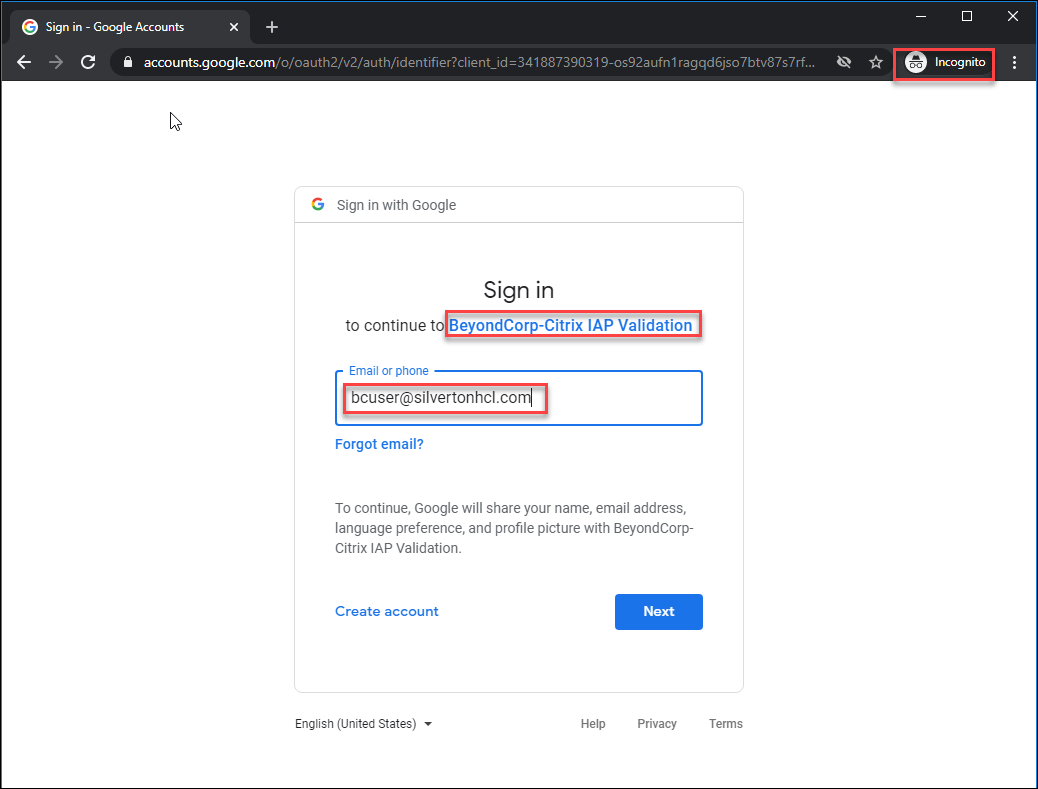 Sign in - Google Accounts
accounts.google.com/o/oauth2/v2/auth/identifier?client_id=341887390319-os92aufn1ragqd6jso7btv87s7rf...
Incognito
Sign in with Google
Sign in
to continue to BeyondCorp-Citrix IAP Validation
Email or phone
bcuser@silvertonhcl.com
Forgot email?
To continue, Google will share your name, email address,
language preference, and profile picture with BeyondCorp-
Citrix IAP Validation.
Create account
Next
English (United States)
Help
Privacy
Terms